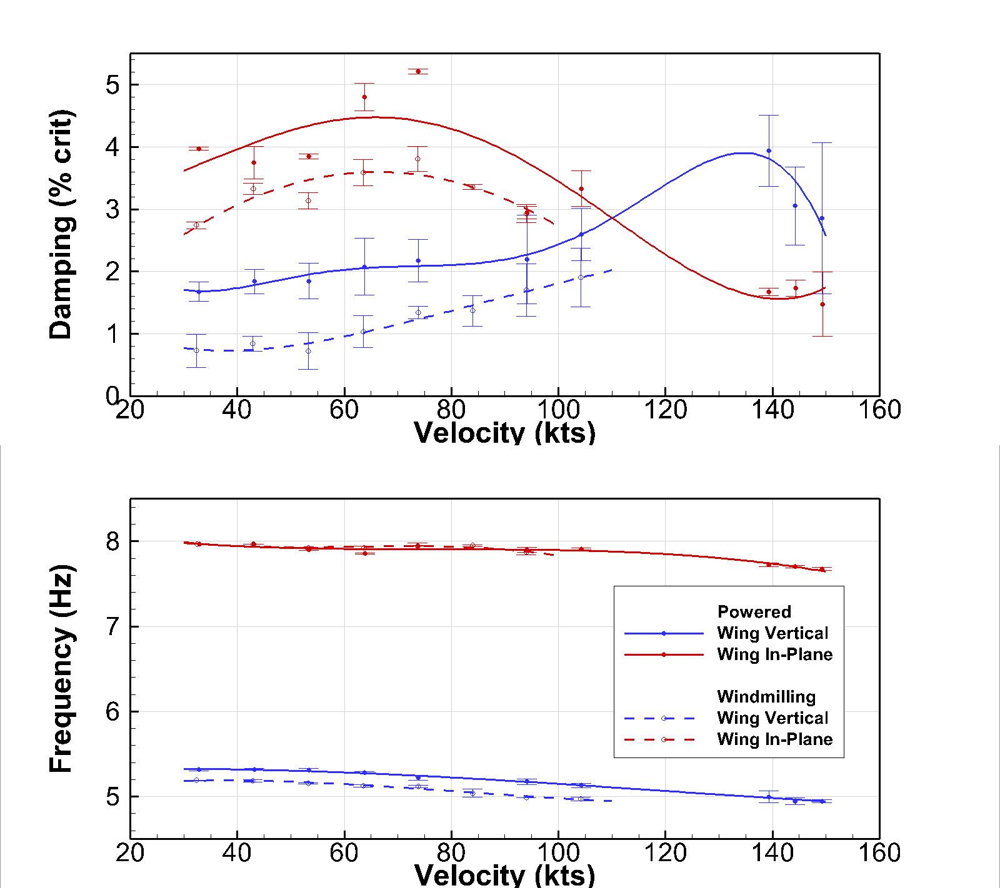 Damping (% crit)
5
4
3
2
1
0
20 40 60 80 100 120 140 160
Velocity (kts)
Frequency (Hz)
8
7
6
5
20 40 60 80 100 120 140 160
Velocity (kts)
Powered
Wing Vertical
Wing In-Plane
Windmilling
Wing Vertical
Wing In-Plane